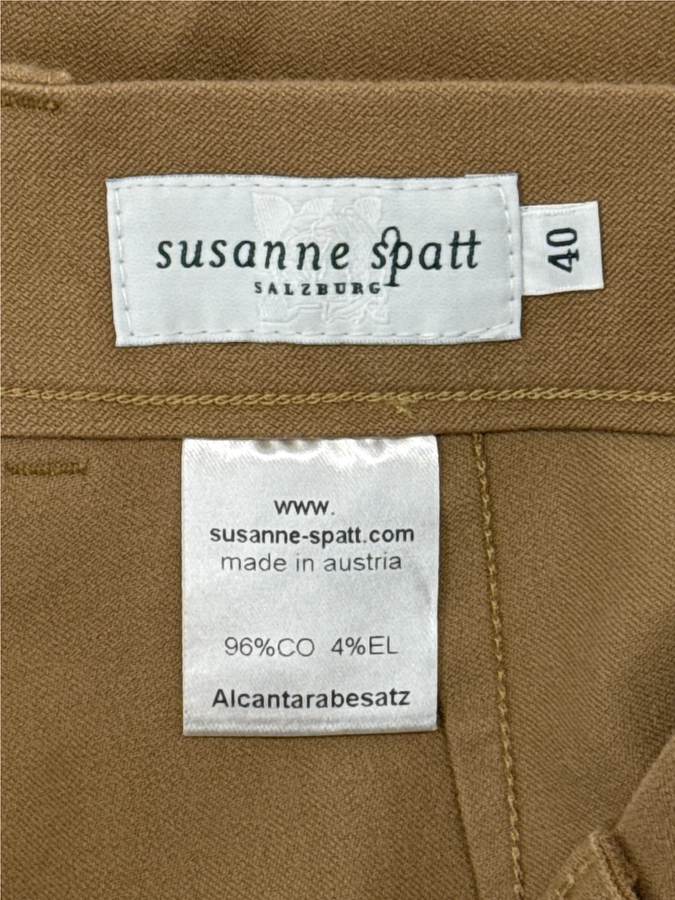 susanne spatt
SALZBURG
40
www.
susanne-spatt.com
made in austria
96%CO 4%EL
Alcantarabesatz